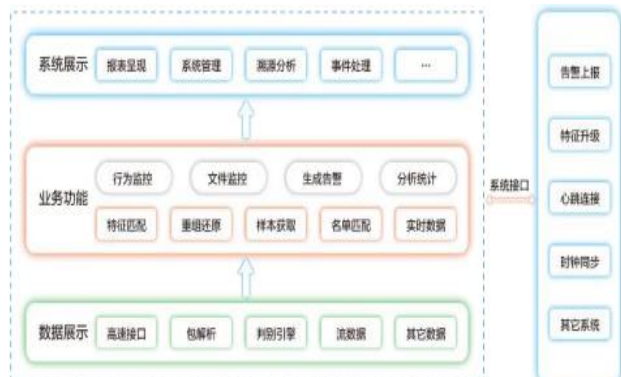 系统展示 报表呈现 系统管理 溯源分析 事件处理 ...
业务功能
行为监控 文件监控 生成告警 分析统计
特征匹配 重组还原 样本获取 名单匹配 实时数据
数据展示 高速接口 包解析 判别引擎 流数据 其它数据
系统接口
告警上报
特征升级
心跳连接
时钟同步
其它系统